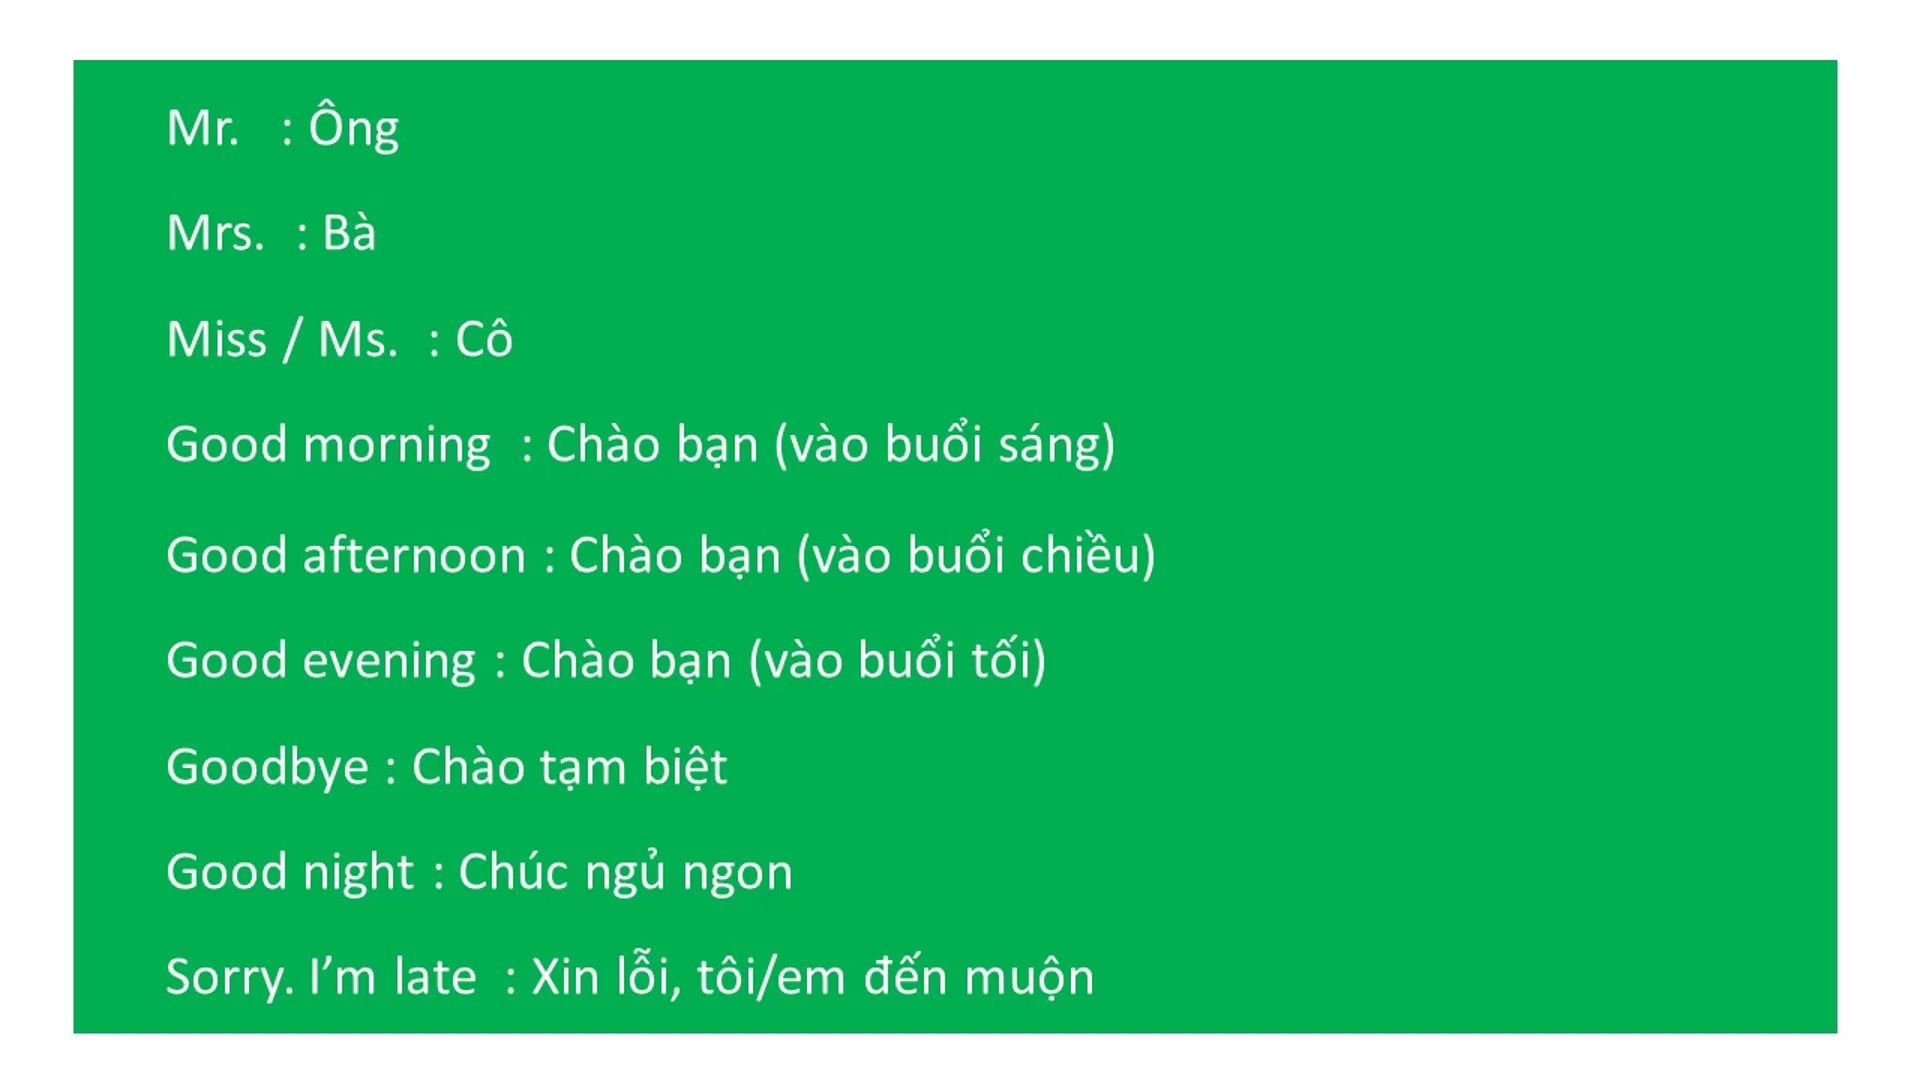 Mr. : Ông
Mrs. : Bà
Miss / Ms. : Cô
Good morning : Chào bạn (vào buổi sáng)
Good afternoon : Chào bạn (vào buổi chiều)
Good evening : Chào bạn (vào buổi tối)
Goodbye : Chào tạm biệt
Good night : Chúc ngủ ngon
Sorry. I’m late : Xin lỗi, tôi/em đến muộn